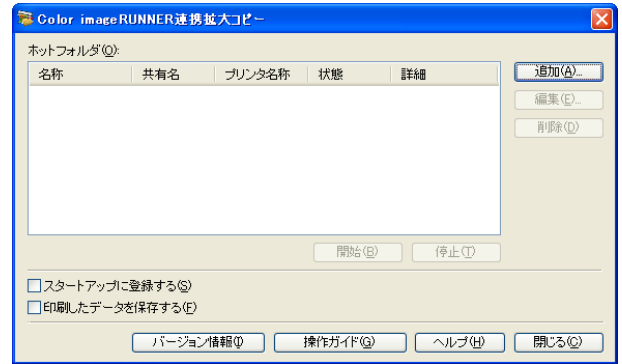 Color imageRUNNER連携拡大コピー
ホットフォルダ(O):
名称 共有名 プリンタ名称 状態 詳細
追加(A)...
編集(E)...
削除(D)
開始(B) 停止(T)
スタートアップに登録する(S)
印刷したデータを保存する(F)
バージョン情報(I) 操作ガイド(G) ヘルプ(H) 閉じる(C)